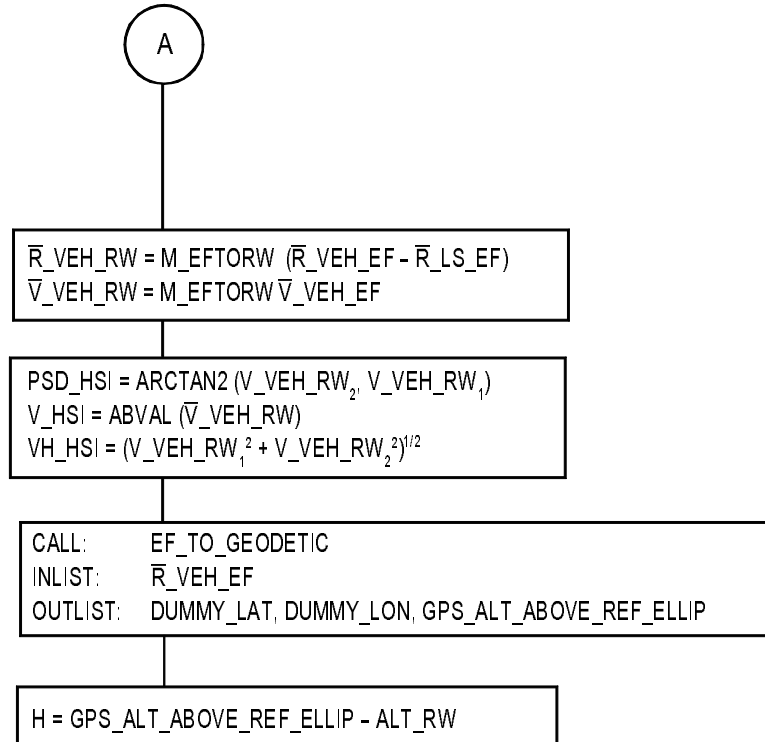 A
R̅_VEH_RW = M_EFTORW (R̅_VEH_EF – R̅_LS_EF)
V̅_VEH_RW = M_EFTORW V̅_VEH_EF
PSD_HSI = ARCTAN2 (V_VEH_RW₂, V_VEH_RW₁)
V_HSI = ABVAL (V̅_VEH_RW)
VH_HSI = (V_VEH_RW₁² + V_VEH_RW₂²)^1/2
CALL: EF_TO_GEODETIC
INLIST: R̅_VEH_EF
OUTLIST: DUMMY_LAT, DUMMY_LON, GPS_ALT_ABOVE_REF_ELLIP
H = GPS_ALT_ABOVE_REF_ELLIP – ALT_RW